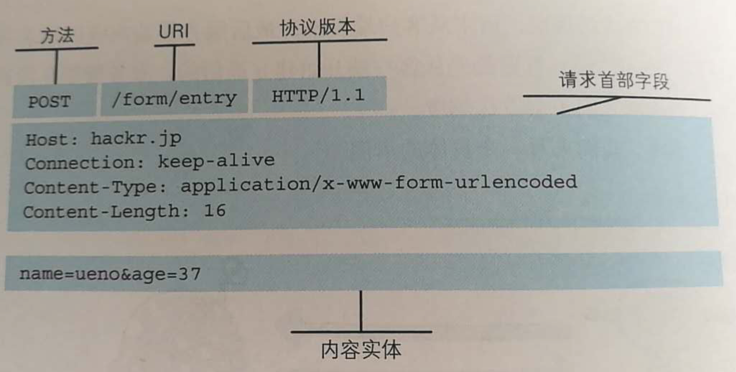 方法 URI 协议版本
请求首部字段
POST /form/entry HTTP/1.1
Host: hackr.jp
Connection: keep-alive
Content-Type: application/x-www-form-urlencoded
Content-Length: 16
name=ueno&age=37
内容实体